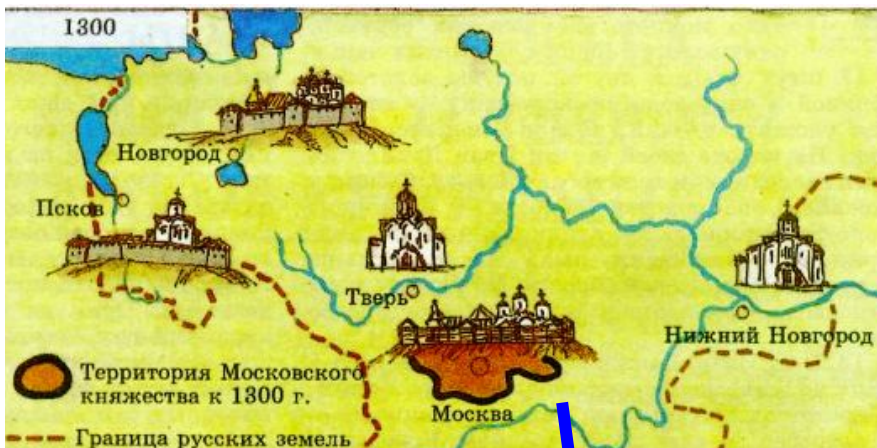 1300
Новгород
Псков
Тверь
Нижний Новгород
Москва
Территория Московского
княжества к 1300 г.
Граница русских земель